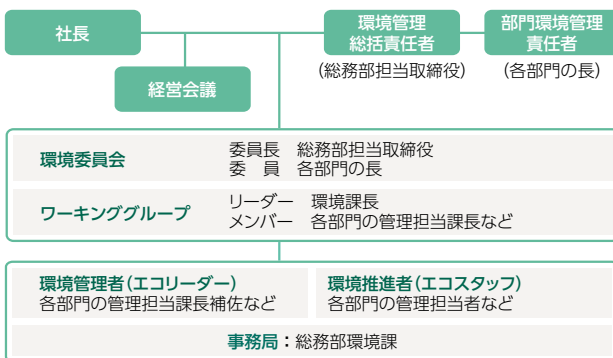 社長
環境管理
総括責任者
(総務部担当取締役)
部門環境管理
責任者
(各部門の長)
経営会議
環境委員会
委員長 総務部担当取締役
委　員 各部門の長
ワーキンググループ
リーダー 環境課長
メンバー 各部門の管理担当課長など
環境管理者(エコリーダー)
各部門の管理担当課長補佐など
環境推進者(エコスタッフ)
各部門の管理担当者など
事務局：総務部環境課